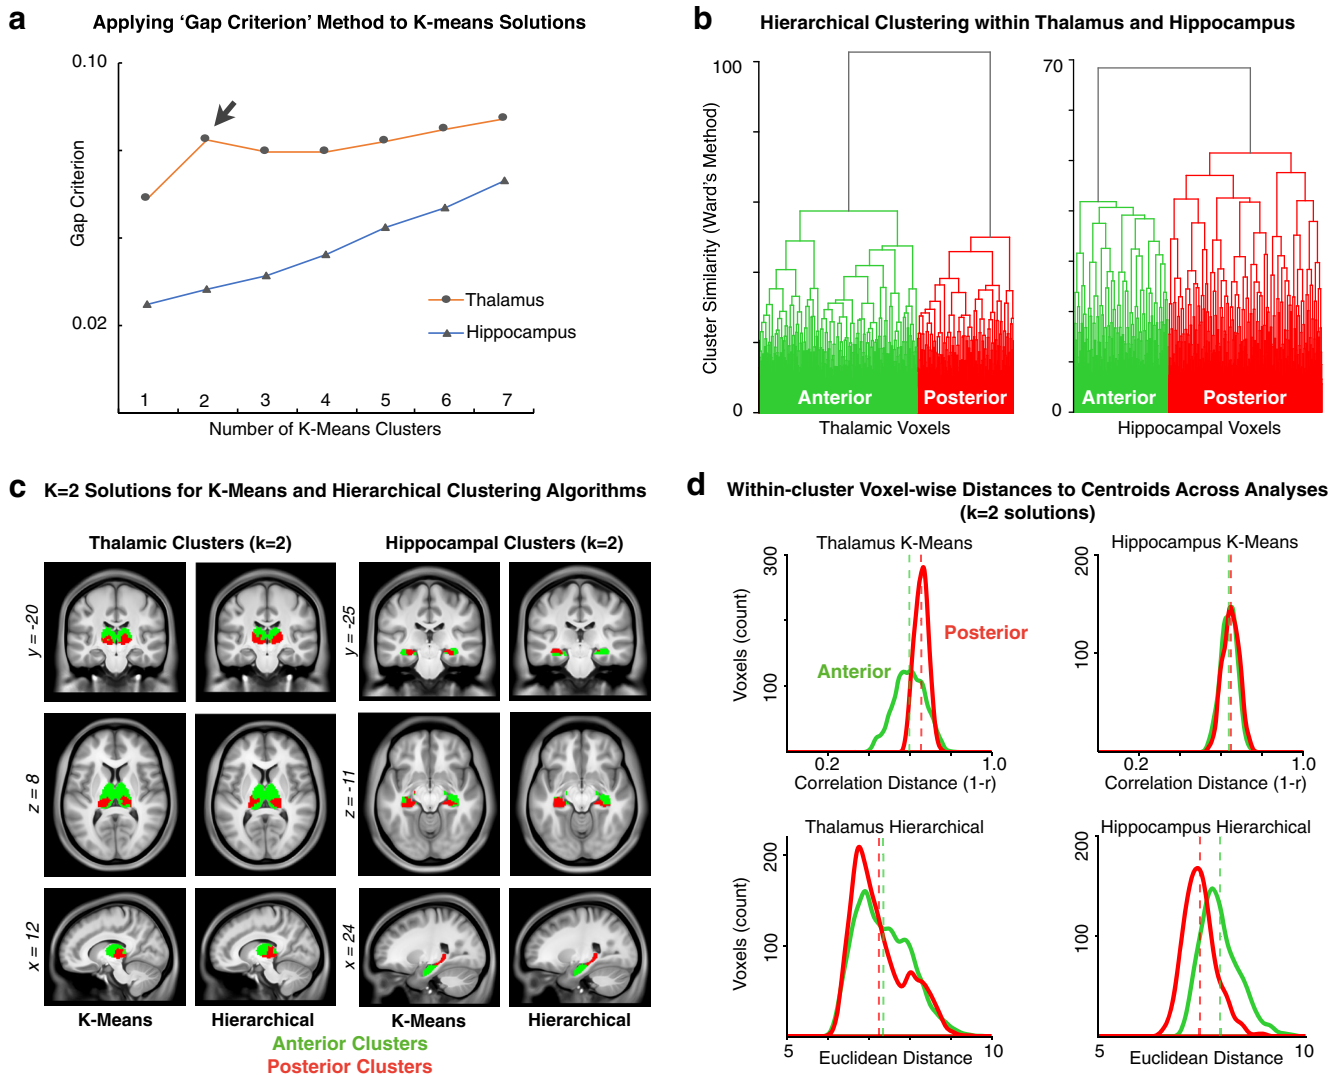 a
Applying ‘Gap Criterion’ Method to K-means Solutions
0.10
Gap Criterion
0.02
Thalamus
Hippocampus
1 2 3 4 5 6 7
Number of K-Means Clusters
b
Hierarchical Clustering within Thalamus and Hippocampus
Cluster Similarity (Ward's Method)
100
0
Anterior
Posterior
Thalamic Voxels
70
0
Anterior
Posterior
Hippocampal Voxels
c
K=2 Solutions for K-Means and Hierarchical Clustering Algorithms
Thalamic Clusters (k=2)
Hippocampal Clusters (k=2)
y = -20
y = -25
z = 8
z = -11
x = 12
x = 24
K-Means
Hierarchical
K-Means
Hierarchical
Anterior Clusters
Posterior Clusters
d
Within-cluster Voxel-wise Distances to Centroids Across Analyses
(k=2 solutions)
Thalamus K-Means
Voxels (count)
300
100
Anterior
Posterior
0.2 1.0
Correlation Distance (1-r)
Hippocampus K-Means
200
100
0.2 1.0
Correlation Distance (1-r)
Thalamus Hierarchical
Voxels (count)
200
100
5 10
Euclidean Distance
Hippocampus Hierarchical
200
100
5 10
Euclidean Distance